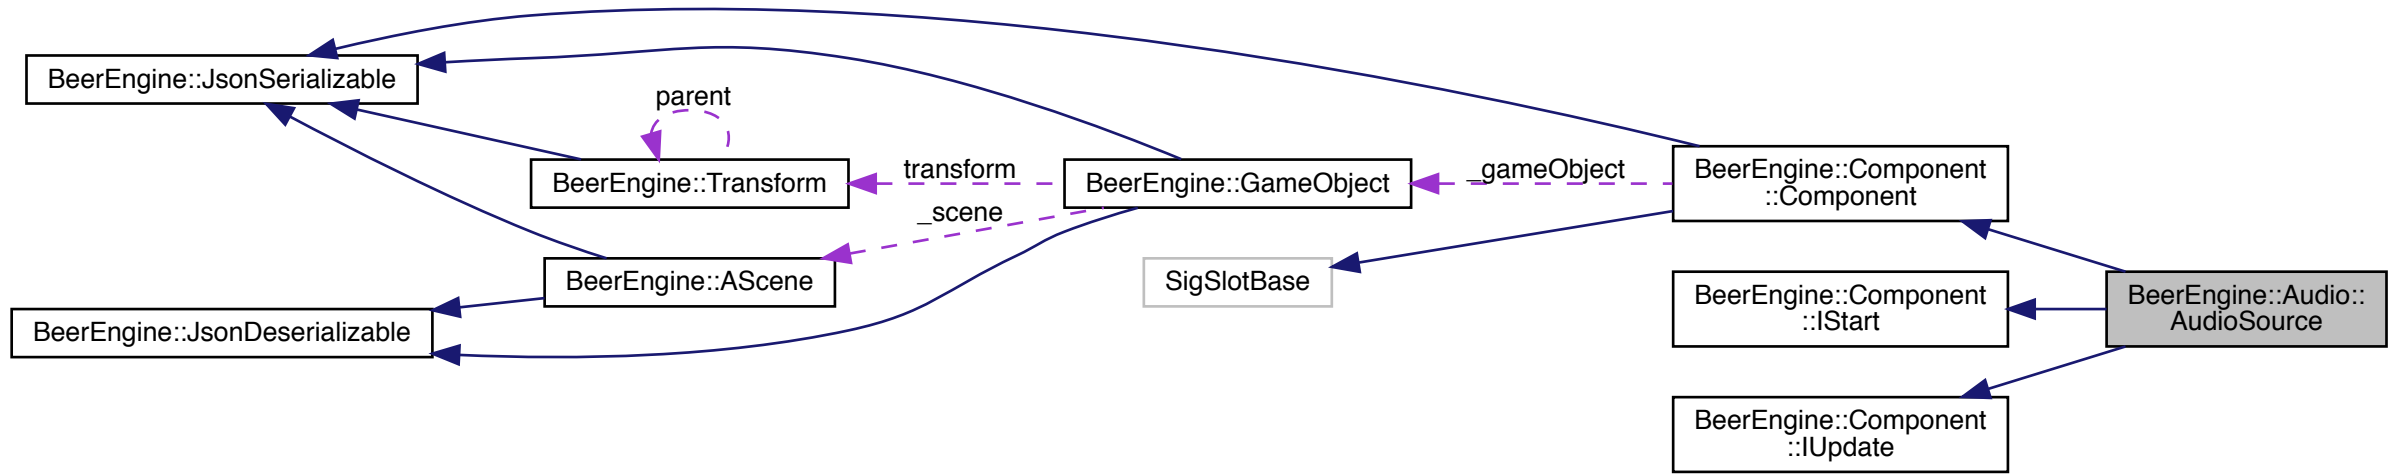 BeerEngine::JsonSerializable
parent
BeerEngine::Transform
transform
_scene
BeerEngine::GameObject
_gameObject
BeerEngine::Component
::Component
SigSlotBase
BeerEngine::AScene
BeerEngine::JsonDeserializable
BeerEngine::Component
::IStart
BeerEngine::Audio::
AudioSource
BeerEngine::Component
::IUpdate